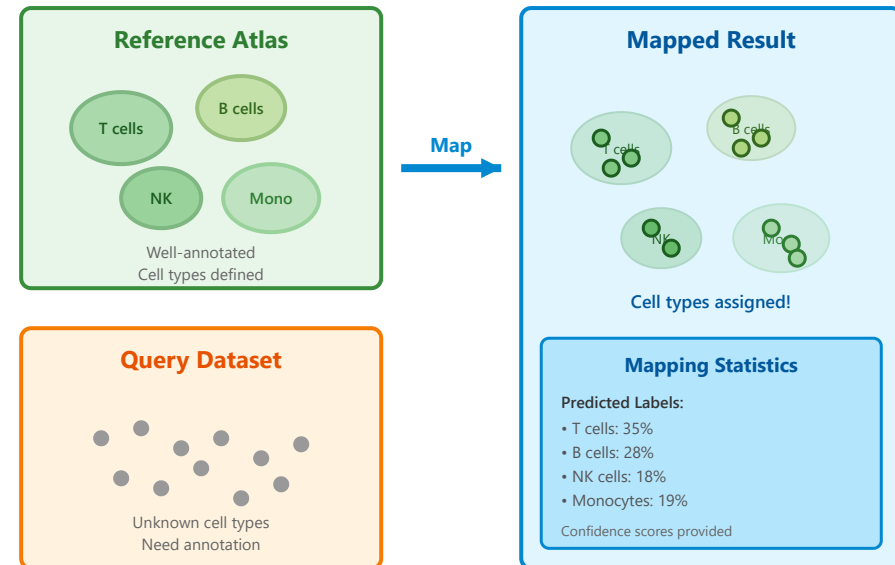 Reference Atlas
T cells
B cells
NK
Mono
Well-annotated
Cell types defined
Map
Query Dataset
Unknown cell types
Need annotation
Mapped Result
T cells
B cells
NK
Mo
Cell types assigned!
Mapping Statistics
Predicted Labels:
• T cells: 35%
• B cells: 28%
• NK cells: 18%
• Monocytes: 19%
Confidence scores provided